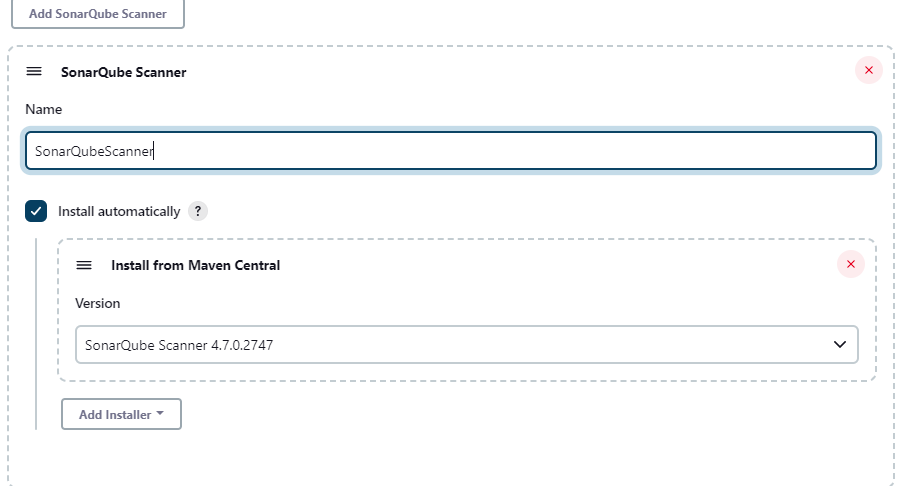 Add SonarQube Scanner
SonarQube Scanner
Name
SonarQubeScanner
Install automatically ?
Install from Maven Central
Version
SonarQube Scanner 4.7.0.2747
Add Installer